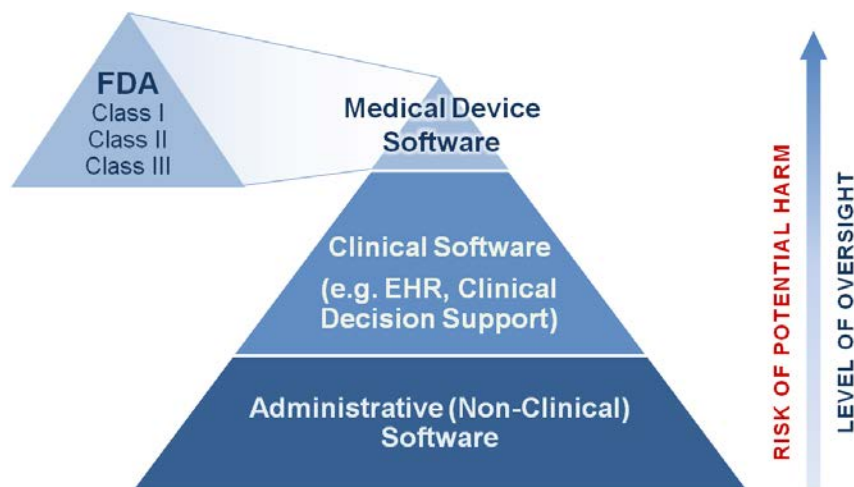 FDA
Class I
Class II
Class III
Medical Device
Software
Clinical Software
(e.g. EHR, Clinical
Decision Support)
Administrative (Non-Clinical)
Software
RISK OF POTENTIAL HARM
LEVEL OF OVERSIGHT